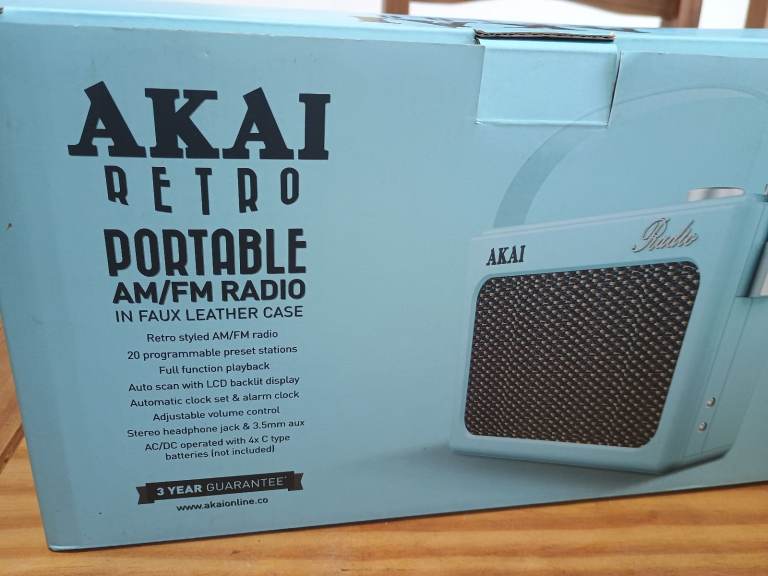 AKAI
RETRO
PORTABLE
AM/FM RADIO
IN FAUX LEATHER CASE
Retro styled AM/FM radio
20 programmable preset stations
Full function playback
Auto scan with LCD backlit display
Automatic clock set & alarm clock
Adjustable volume control
Stereo headphone jack & 3.5mm aux
AC/DC operated with 4x C type
batteries (not included)
3 YEAR GUARANTEE*
www.akaionline.co
AKAI
Radio